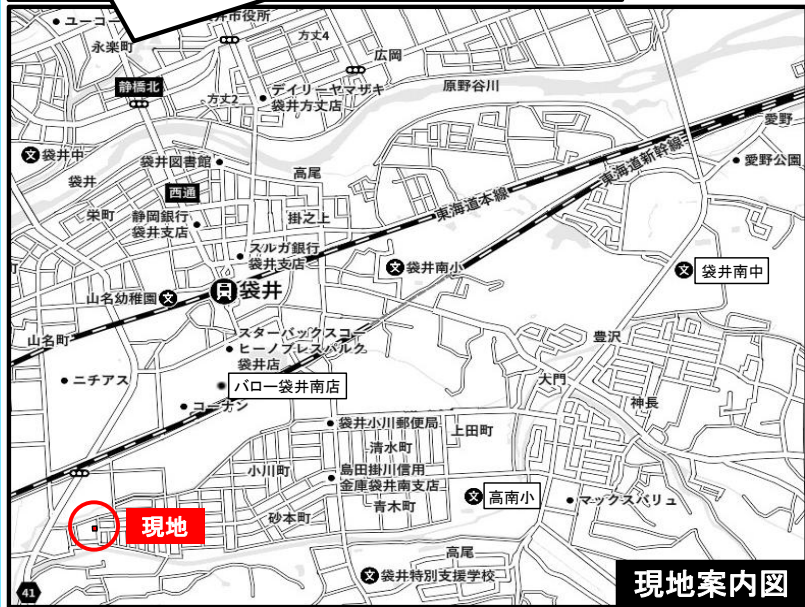 ユーコー
井市役所
方丈4
永楽町
広岡
静橋北
方丈2
デイリーヤマザキ
袋井方丈店
原野谷川
愛野
文 袋井中
袋井図書館
愛野公園
袋井
高尾
東海道新幹線
西通
栄町
静岡銀行
袋井支店
掛之上
東海道本線
スルガ銀行
袋井支店
文 袋井南小
文 袋井南中
山名幼稚園 文
袋井
山名町
スターバックスコー
ヒーノブレスパルク
袋井店
豊沢
ニチアス
バロー袋井南店
大門
コーナン
神長
袋井小川郵便局
上田町
清水町
小川町
島田掛川信用
金庫袋井南支店
文 高南小
マックスバリュ
青木町
砂本町
現地
高尾
文 袋井特別支援学校
41
現地案内図